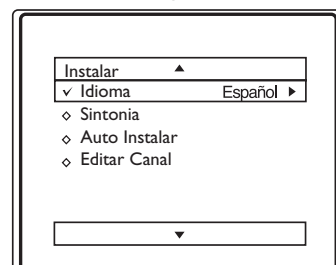 Instalar
Idioma Español
Sintonia
Auto Instalar
Editar Canal